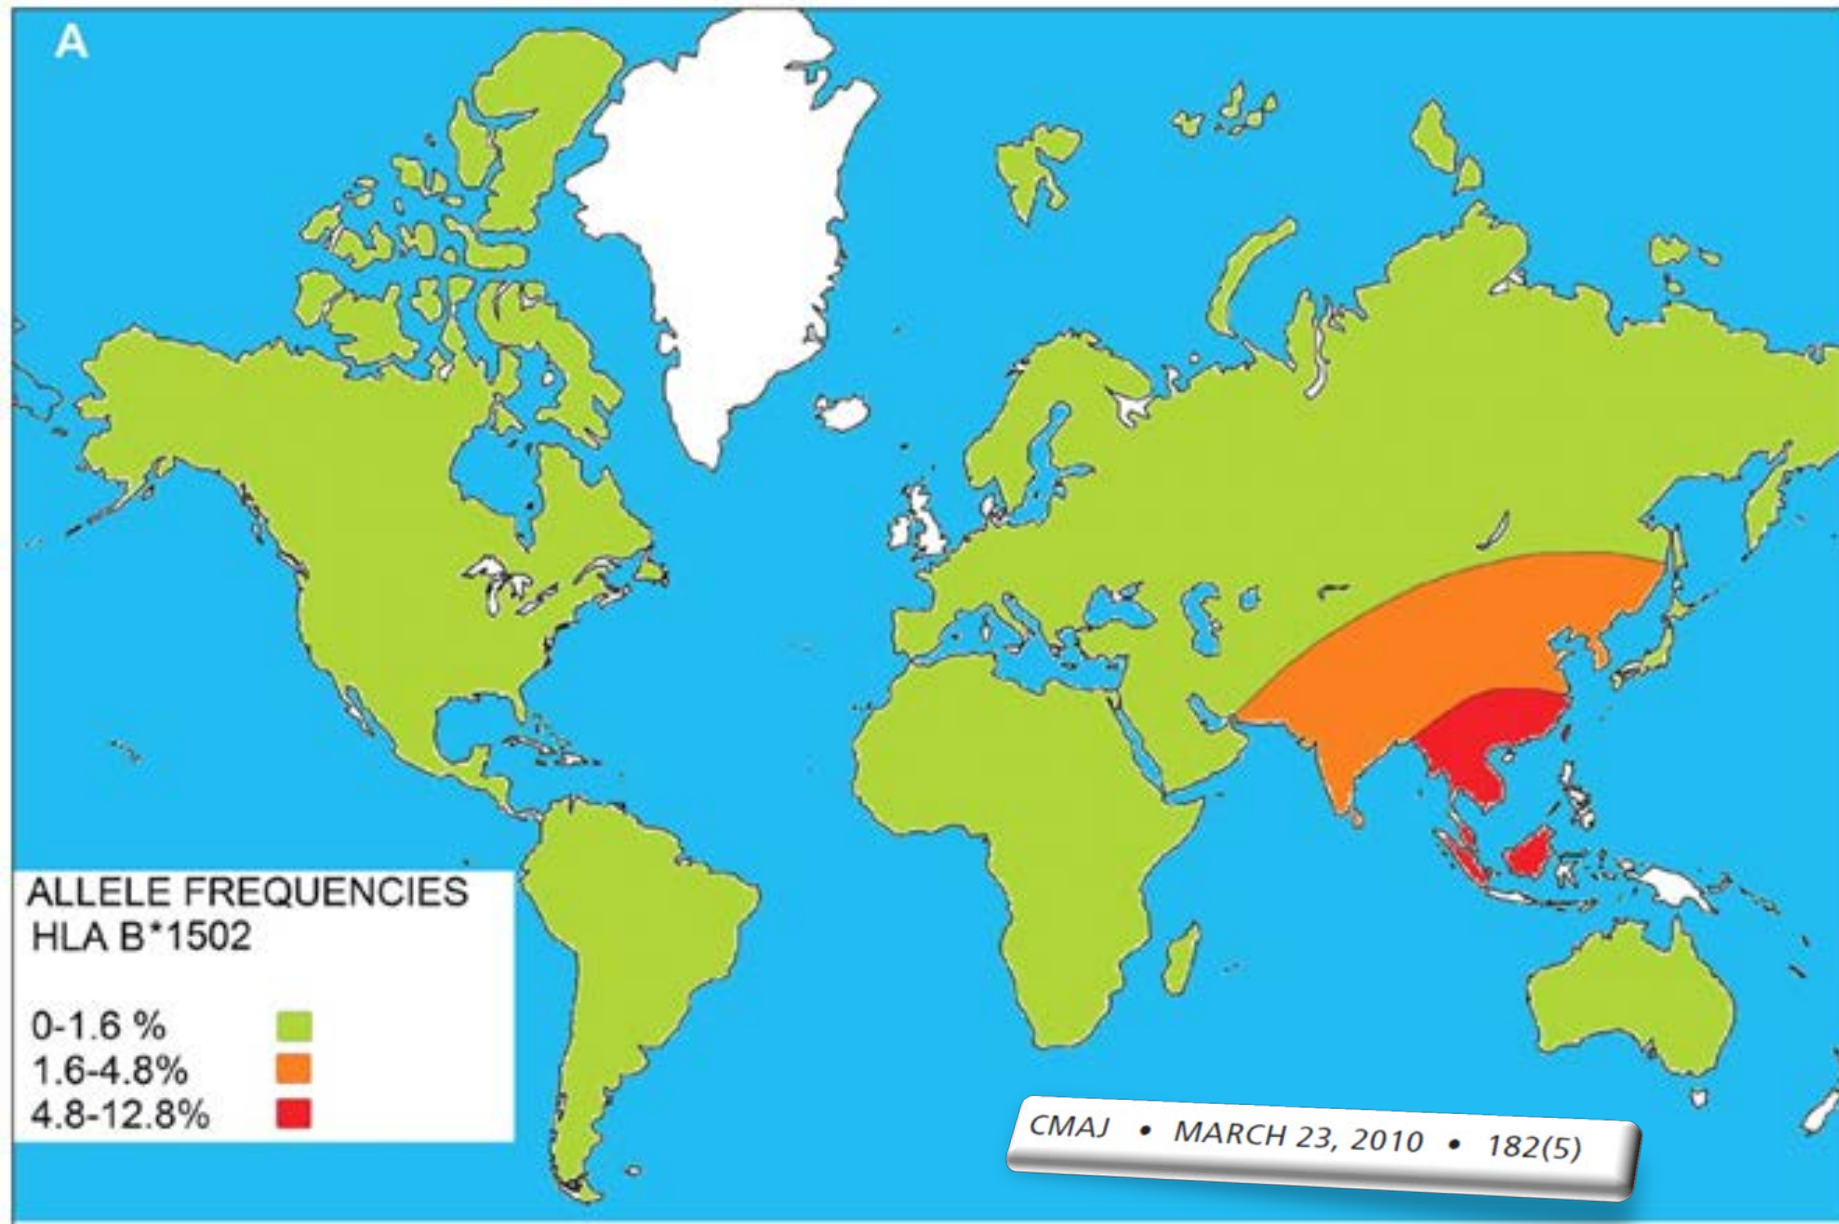 A
ALLELE FREQUENCIES
HLA B*1502
0-1.6 %
1.6-4.8%
4.8-12.8%
CMAJ • MARCH 23, 2010 • 182(5)